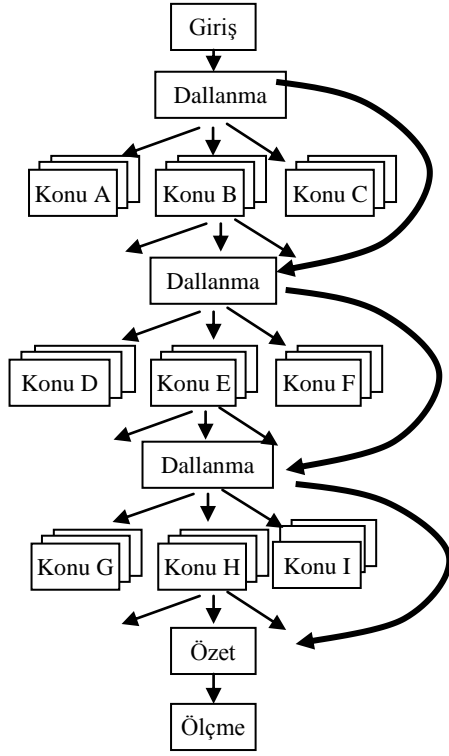 Giriş
Dallanma
Konu A
Konu B
Konu C
Dallanma
Konu D
Konu E
Konu F
Dallanma
Konu G
Konu H
Konu I
Özet
Ölçme